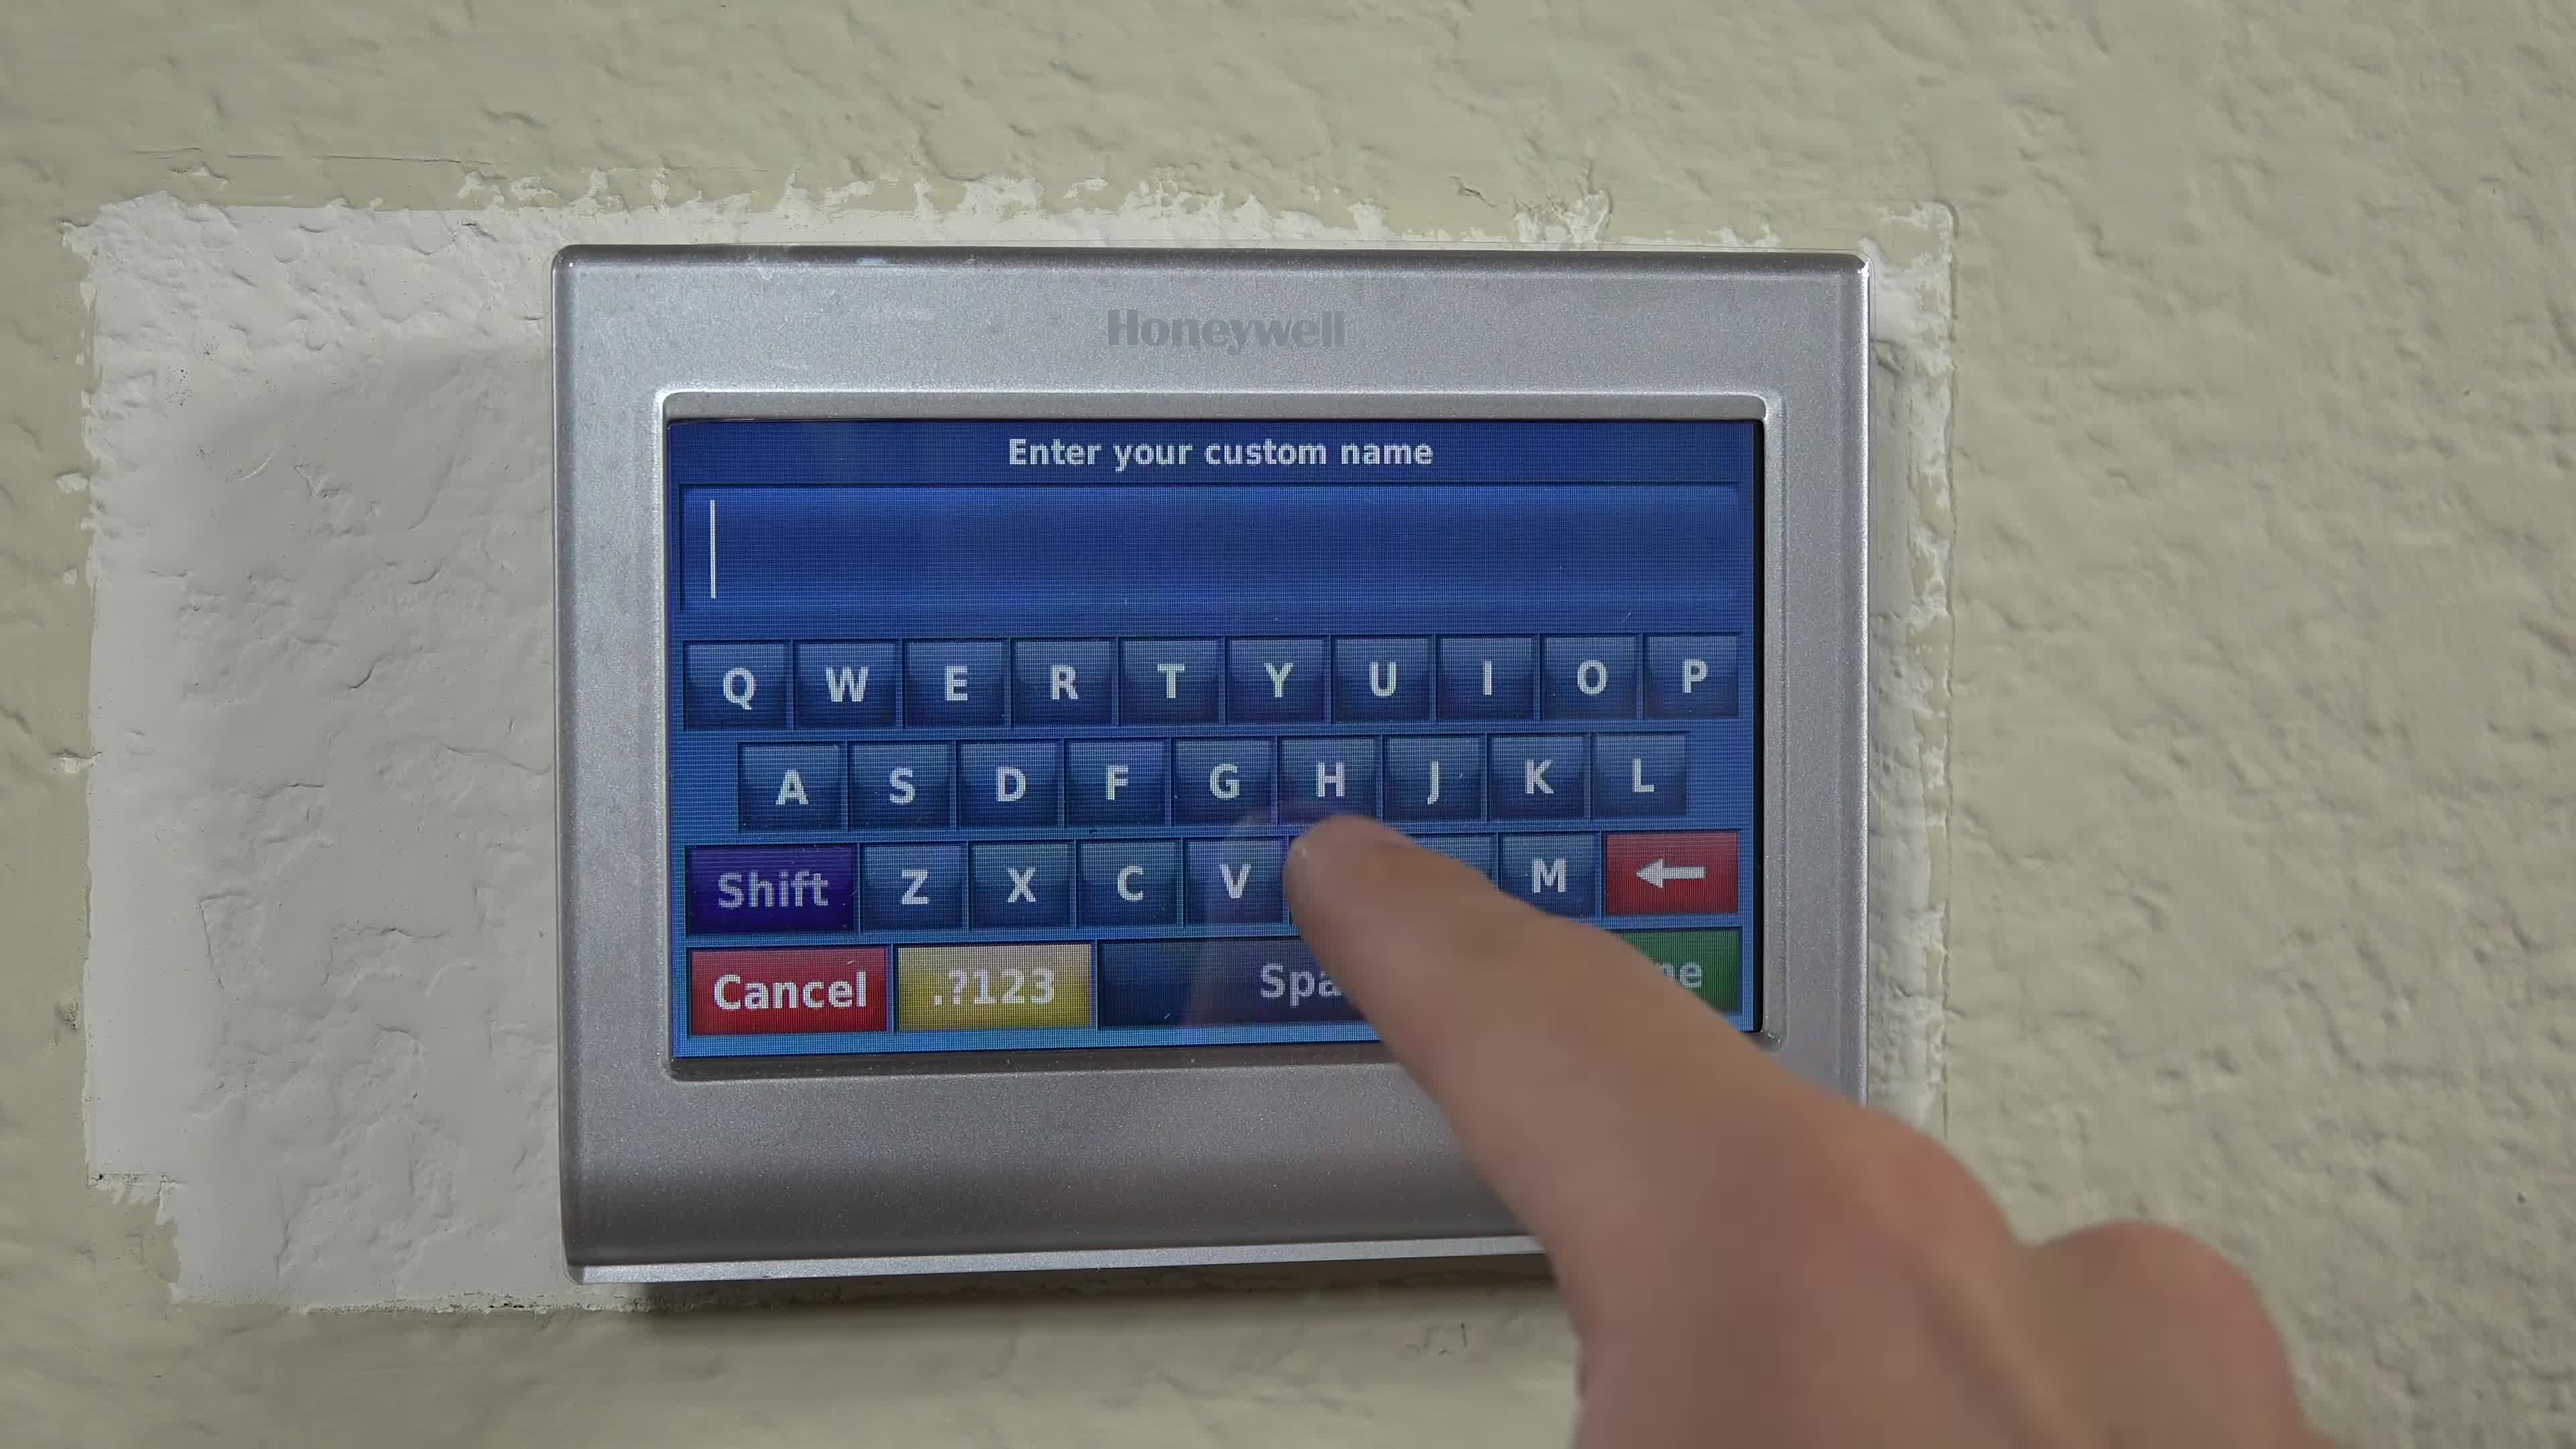 Honeywell
Enter your custom name
Q W E R T Y U I O P
A S D F G H J K L
Shift Z X C V M
Cancel .?123